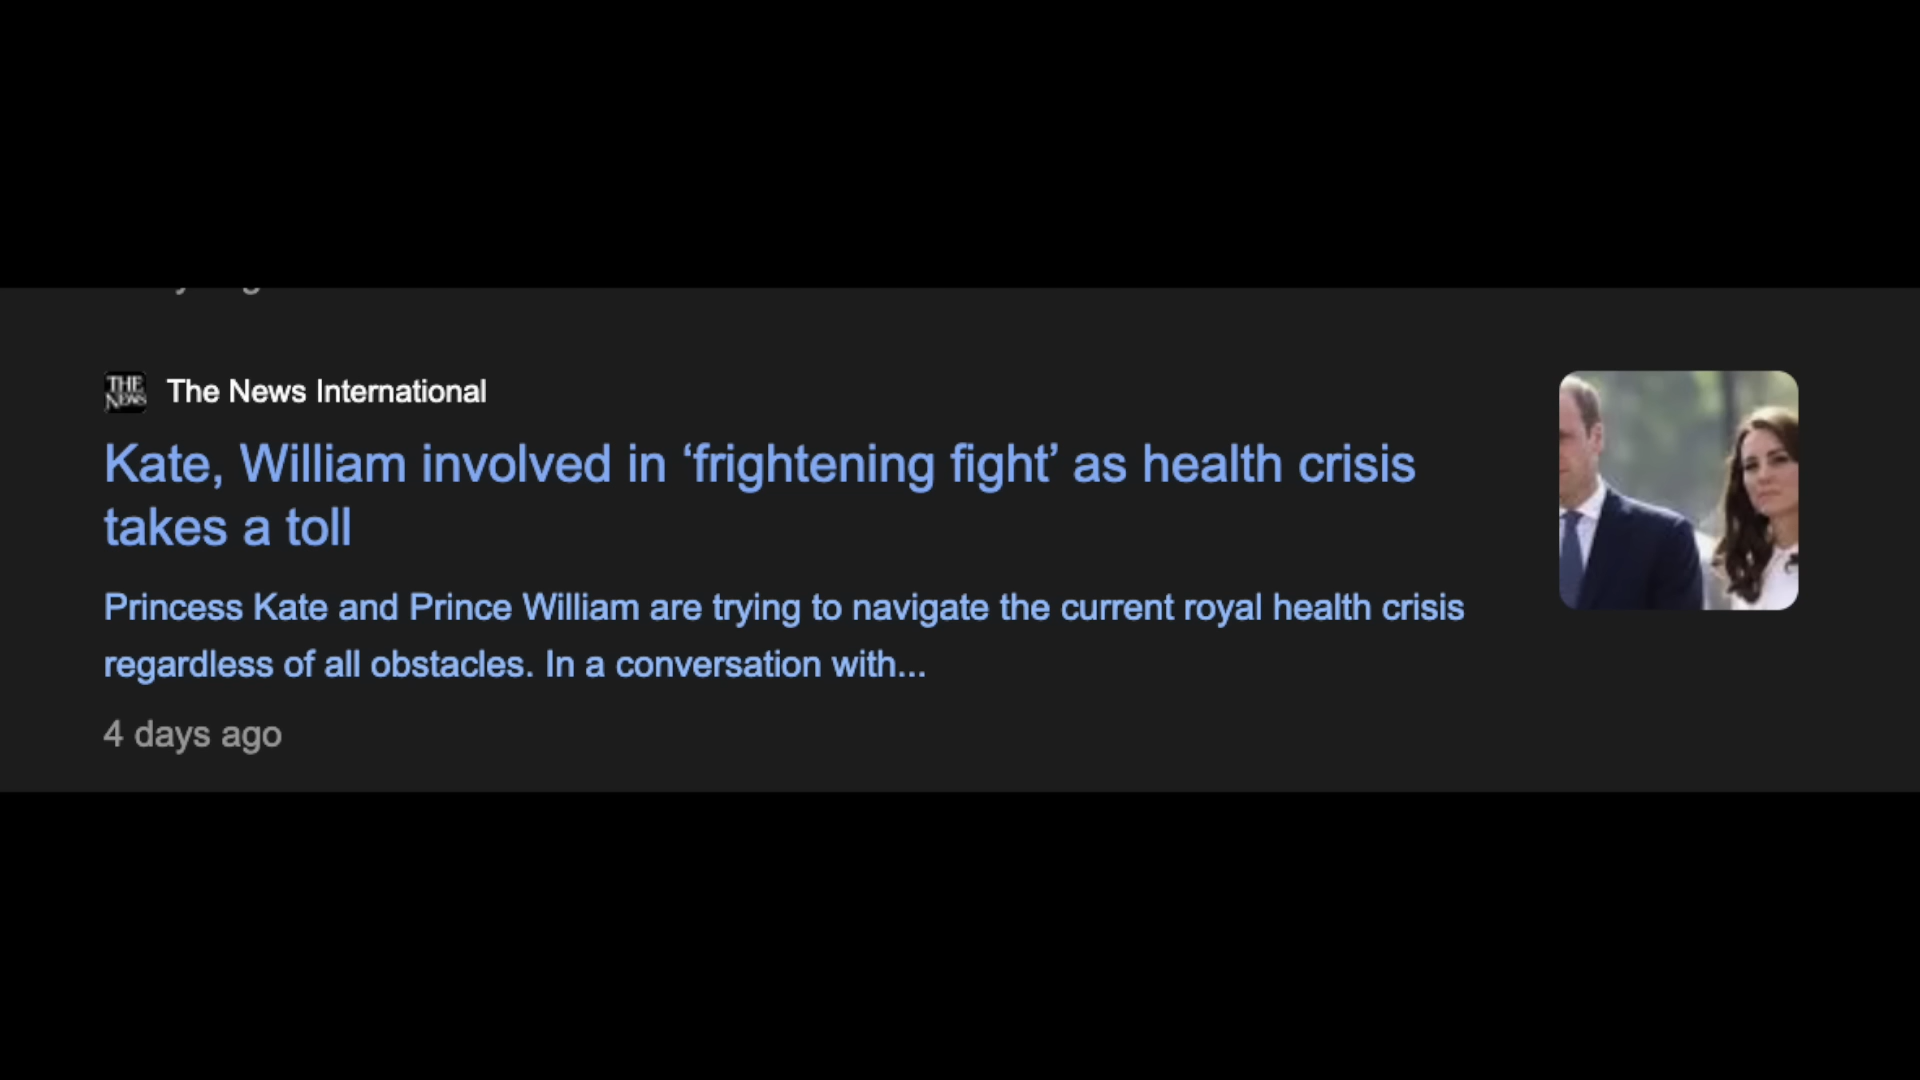 THE
NEWS
The News International
Kate, William involved in ‘frightening fight’ as health crisis
takes a toll
Princess Kate and Prince William are trying to navigate the current royal health crisis
regardless of all obstacles. In a conversation with...
4 days ago